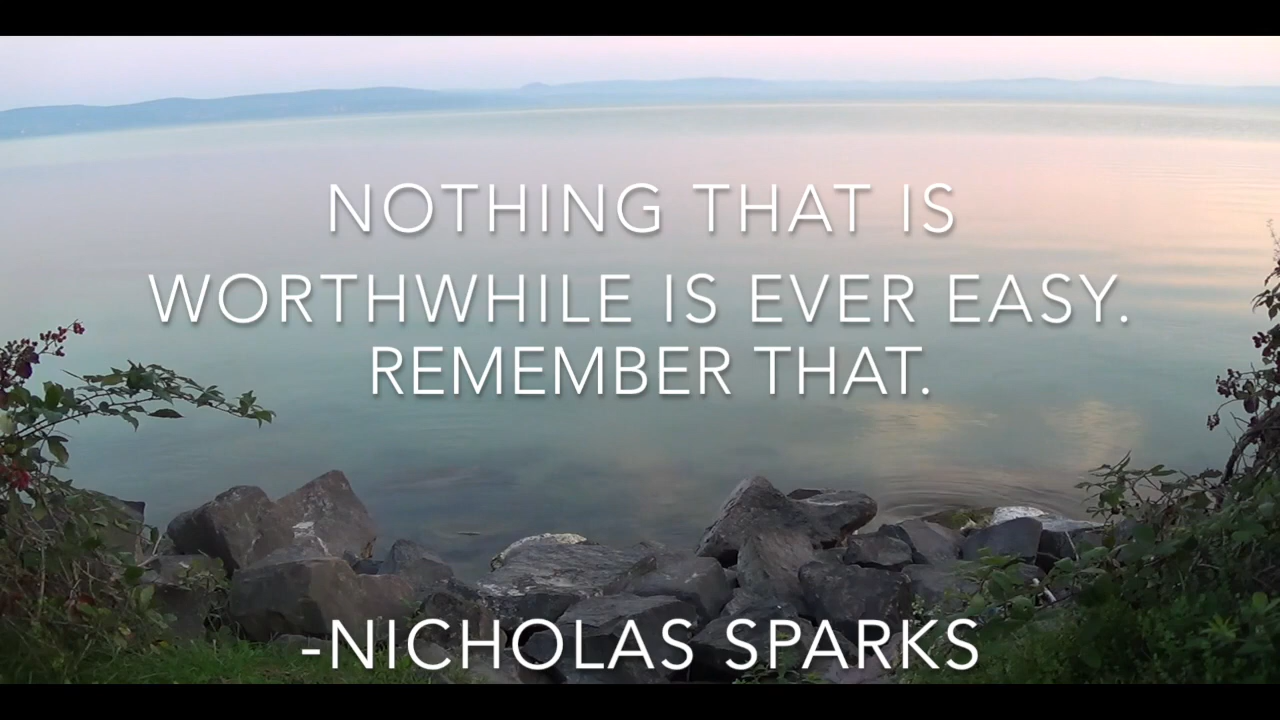 NOTHING THAT IS
WORTHWHILE IS EVER EASY.
REMEMBER THAT.
-NICHOLAS SPARKS